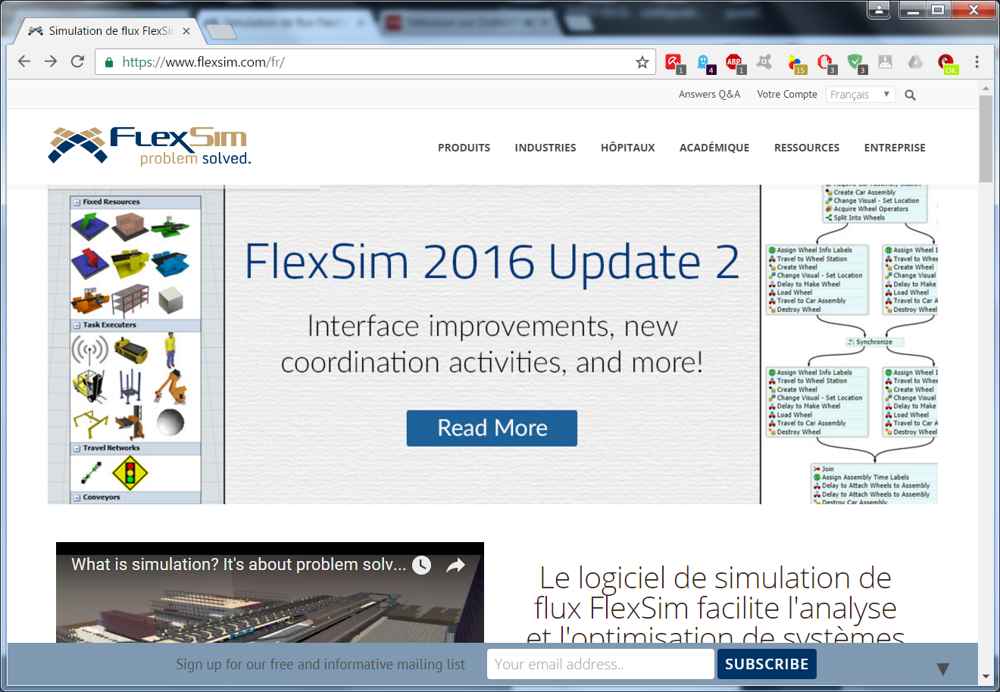 Simulation de flux FlexSir
https://www.flexsim.com/fr/
1
4
ABP
1
15
3
3
OK
Answers Q&A
Votre Compte
Français
FlexSim
problem solved.
PRODUITS
INDUSTRIES
HÔPITAUX
ACADÉMIQUE
RESSOURCES
ENTREPRISE
Fixed Resources
Task Executers
Travel Networks
Conveyors
FlexSim 2016 Update 2
Interface improvements, new
coordination activities, and more!
Read More
Create Car Assembly
Change Visual - Set Location
Acquire Wheel Operators
Split Into Wheels
Assign Wheel Info Labels
Travel to Wheel Station
Create Wheel
Change Visual - Set Location
Delay to Make Wheel
Load Wheel
Travel to Car Assembly
Destroy Wheel
Assign Wheel I
Travel to Whee
Create Wheel
Change Visual
Delay to Make
Load Wheel
Travel to Car A
Destroy Wheel
Synchronize
Assign Wheel Info Labels
Travel to Wheel Station
Create Wheel
Change Visual - Set Location
Delay to Make Wheel
Load Wheel
Travel to Car Assembly
Destroy Wheel
Assign Wheel I
Travel to Whee
Create Wheel
Change Visual
Delay to Make
Load Wheel
Travel to Car A
Destroy Wheel
Join
Assign Assembly Time Labels
Delay to Attach Wheels to Assembly
Delay to Attach Wheels to Assembly
Destroy Car Assembly
What is simulation? It's about problem solv...
Le logiciel de simulation de
flux FlexSim facilite l'analyse
et l'optimisation de systèmes
Sign up for our free and informative mailing list
Your email address..
SUBSCRIBE